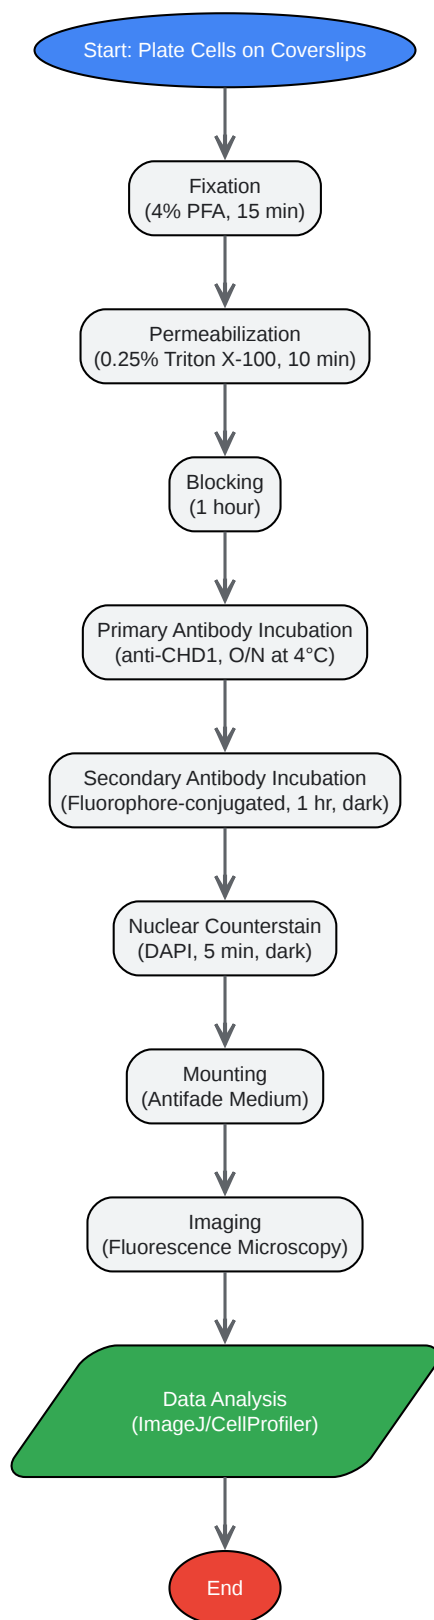 Start: Plate Cells on Coverslips
Fixation
(4% PFA, 15 min)
Permeabilization
(0.25% Triton X-100, 10 min)
Blocking
(1 hour)
Primary Antibody Incubation
(anti-CHD1, O/N at 4°C)
Secondary Antibody Incubation
(Fluorophore-conjugated, 1 hr, dark)
Nuclear Counterstain
(DAPI, 5 min, dark)
Mounting
(Antifade Medium)
Imaging
(Fluorescence Microscopy)
Data Analysis
(ImageJ/CellProfiler)
End